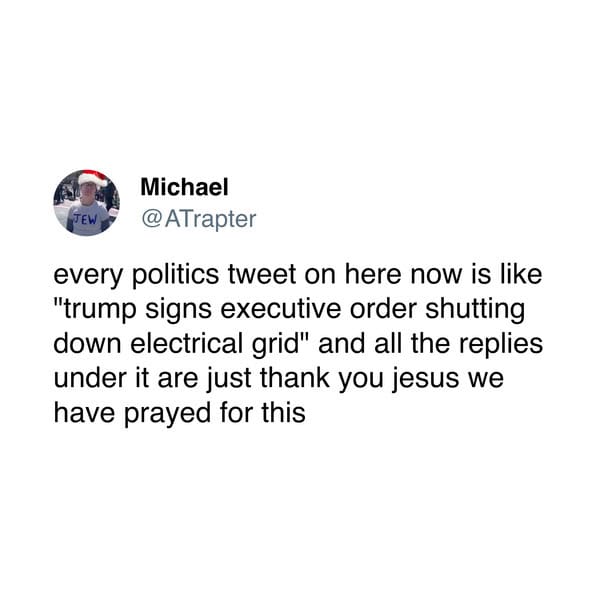 JEW
Michael
@ATrapter
every politics tweet on here now is like
"trump signs executive order shutting
down electrical grid" and all the replies
under it are just thank you jesus we
have prayed for this